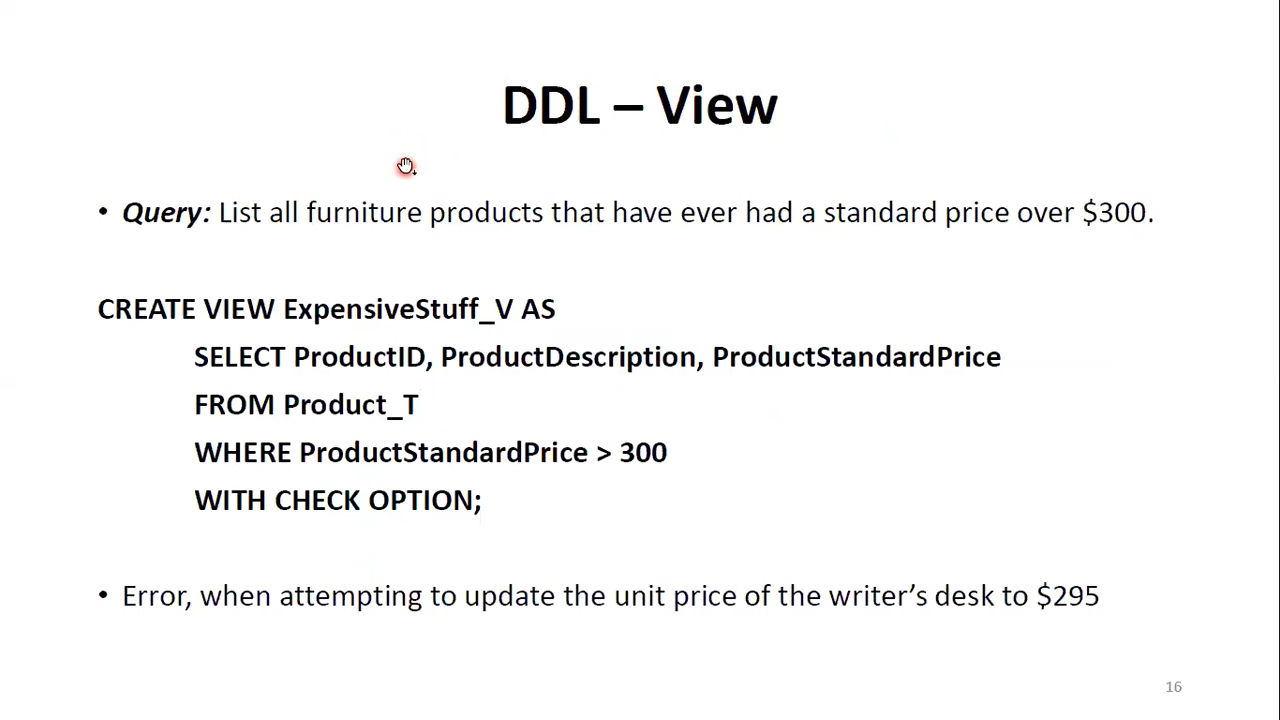 DDL – View
• Query: List all furniture products that have ever had a standard price over $300.
CREATE VIEW ExpensiveStuff_V AS
SELECT ProductID, ProductDescription, ProductStandardPrice
FROM Product_T
WHERE ProductStandardPrice > 300
WITH CHECK OPTION;
• Error, when attempting to update the unit price of the writer’s desk to $295
16